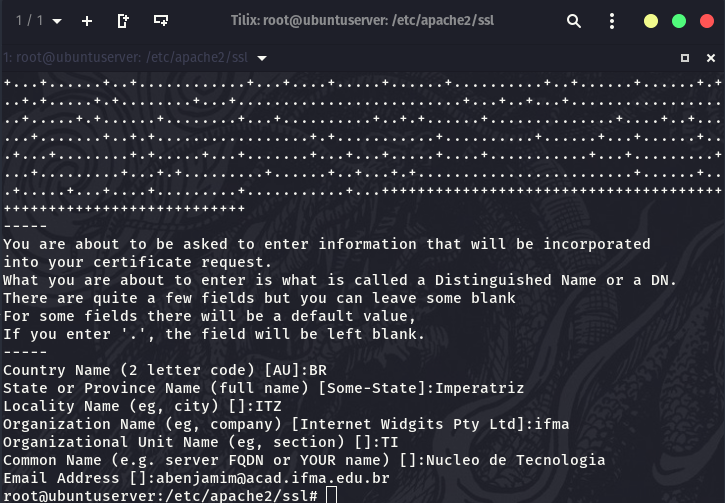 1 / 1
Tilix: root@ubuntuserver: /etc/apache2/ssl
1: root@ubuntuserver: /etc/apache2/ssl
-----
You are about to be asked to enter information that will be incorporated
into your certificate request.
What you are about to enter is what is called a Distinguished Name or a DN.
There are quite a few fields but you can leave some blank
For some fields there will be a default value,
If you enter '.', the field will be left blank.
-----
Country Name (2 letter code) [AU]:BR
State or Province Name (full name) [Some-State]:Imperatriz
Locality Name (eg, city) []:ITZ
Organization Name (eg, company) [Internet Widgits Pty Ltd]:ifma
Organizational Unit Name (eg, section) []:TI
Common Name (e.g. server FQDN or YOUR name) []:Nucleo de Tecnologia
Email Address []:abenjamim@acad.ifma.edu.br
root@ubuntuserver:/etc/apache2/ssl#